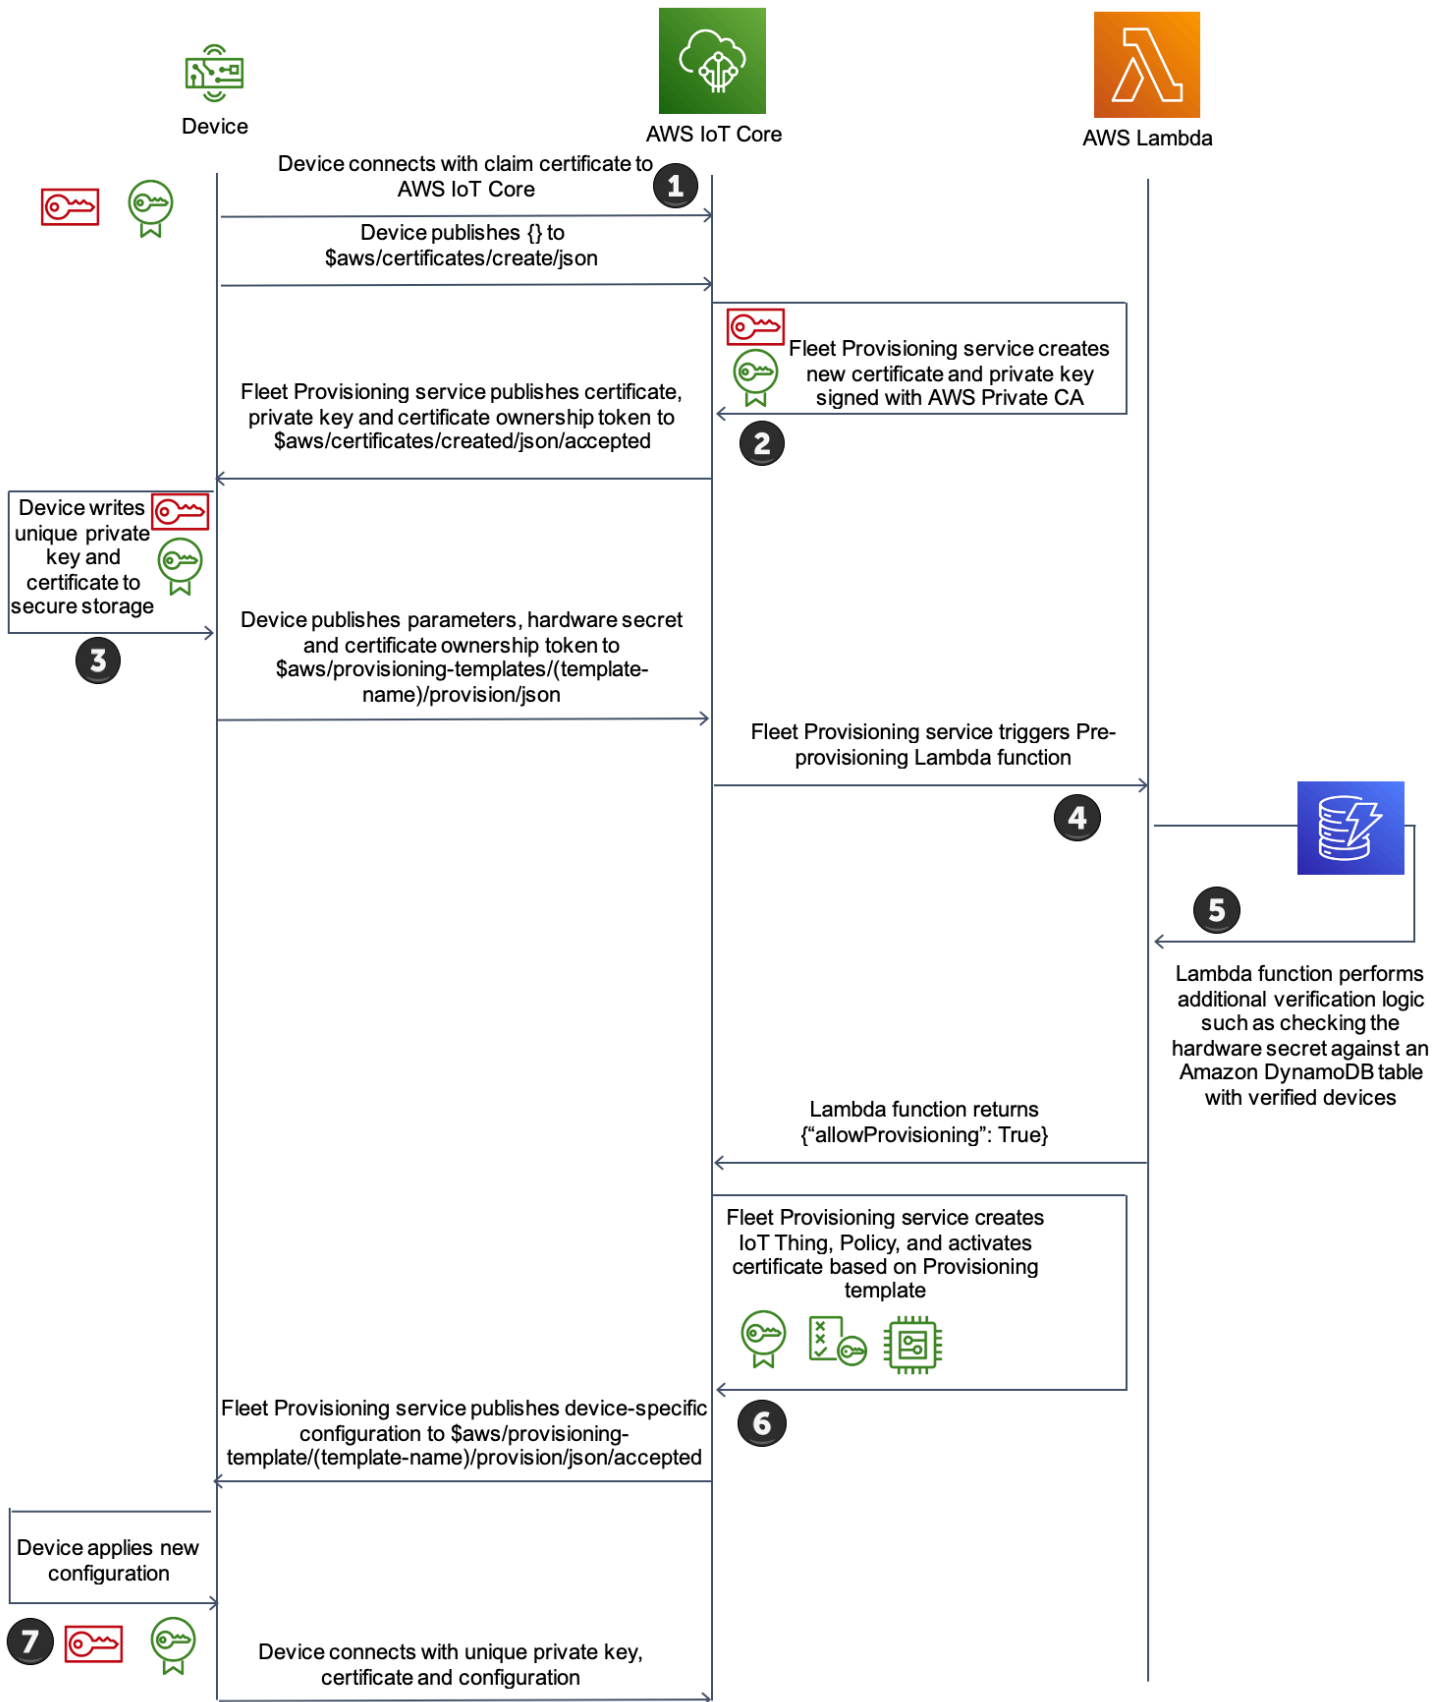 Device
AWS IoT Core
AWS Lambda
Device connects with claim certificate to
AWS IoT Core
1
Device publishes {} to
$aws/certificates/create/json
Fleet Provisioning service creates
new certificate and private key
signed with AWS Private CA
2
Fleet Provisioning service publishes certificate,
private key and certificate ownership token to
$aws/certificates/created/json/accepted
Device writes
unique private
key and
certificate to
secure storage
3
Device publishes parameters, hardware secret
and certificate ownership token to
$aws/provisioning-templates/(template-
name)/provision/json
Fleet Provisioning service triggers Pre-
provisioning Lambda function
4
5
Lambda function performs
additional verification logic
such as checking the
hardware secret against an
Amazon DynamoDB table
with verified devices
Lambda function returns
{“allowProvisioning”: True}
Fleet Provisioning service creates
IoT Thing, Policy, and activates
certificate based on Provisioning
template
6
Fleet Provisioning service publishes device-specific
configuration to $aws/provisioning-
template/(template-name)/provision/json/accepted
Device applies new
configuration
7
Device connects with unique private key,
certificate and configuration